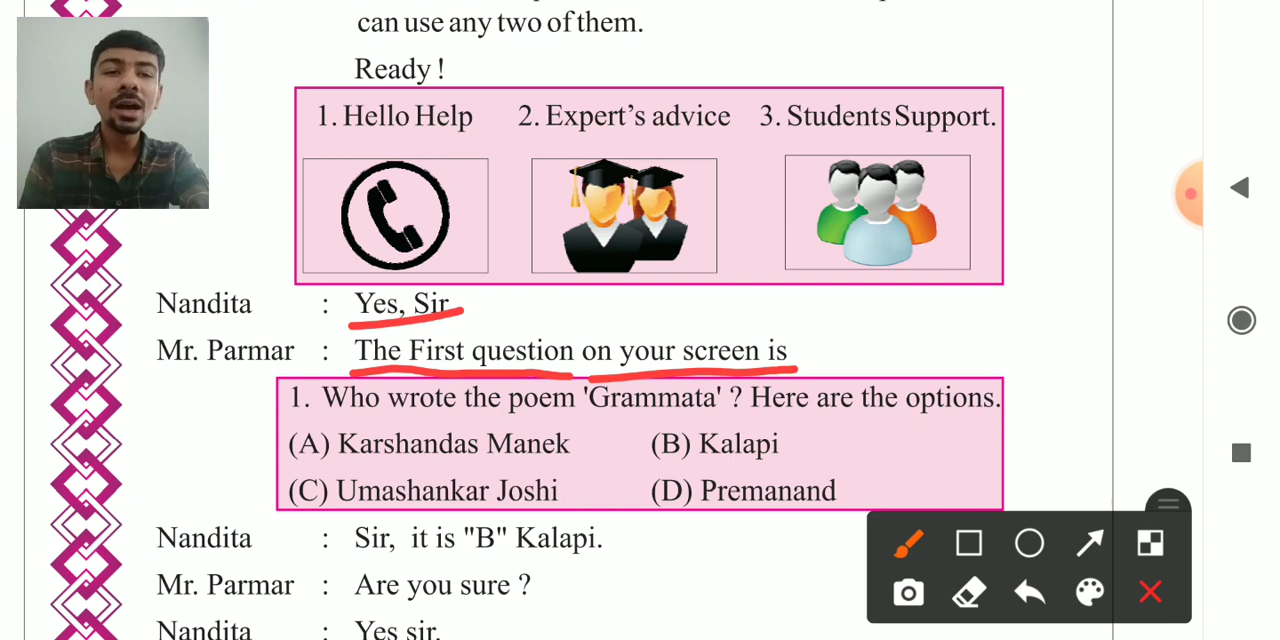 can use any two of them.
Ready !
1. Hello Help 2. Expert's advice 3. Students Support.
Nandita : Yes, Sir
Mr. Parmar : The First question on your screen is
1. Who wrote the poem 'Grammata' ? Here are the options.
(A) Karshandas Manek (B) Kalapi
(C) Umashankar Joshi (D) Premanand
Nandita : Sir, it is "B" Kalapi.
Mr. Parmar : Are you sure ?
Nandita : Yes sir.